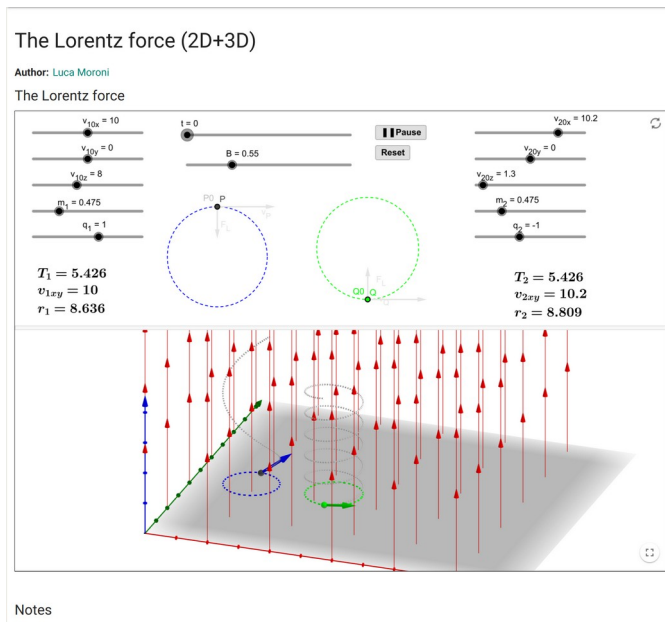 The Lorentz force (2D+3D)
Author: Luca Moroni
The Lorentz force
v10x = 10
t = 0
❚❚Pause
v20x = 10.2
v10y = 0
B = 0.55
Reset
v20y = 0
v10z = 8
v20z = 1.3
m1 = 0.475
P0 P
m2 = 0.475
q1 = 1
q2 = -1
T1 = 5.426
v1xy = 10
r1 = 8.636
Q0 Q
T2 = 5.426
v2xy = 10.2
r2 = 8.809
Notes